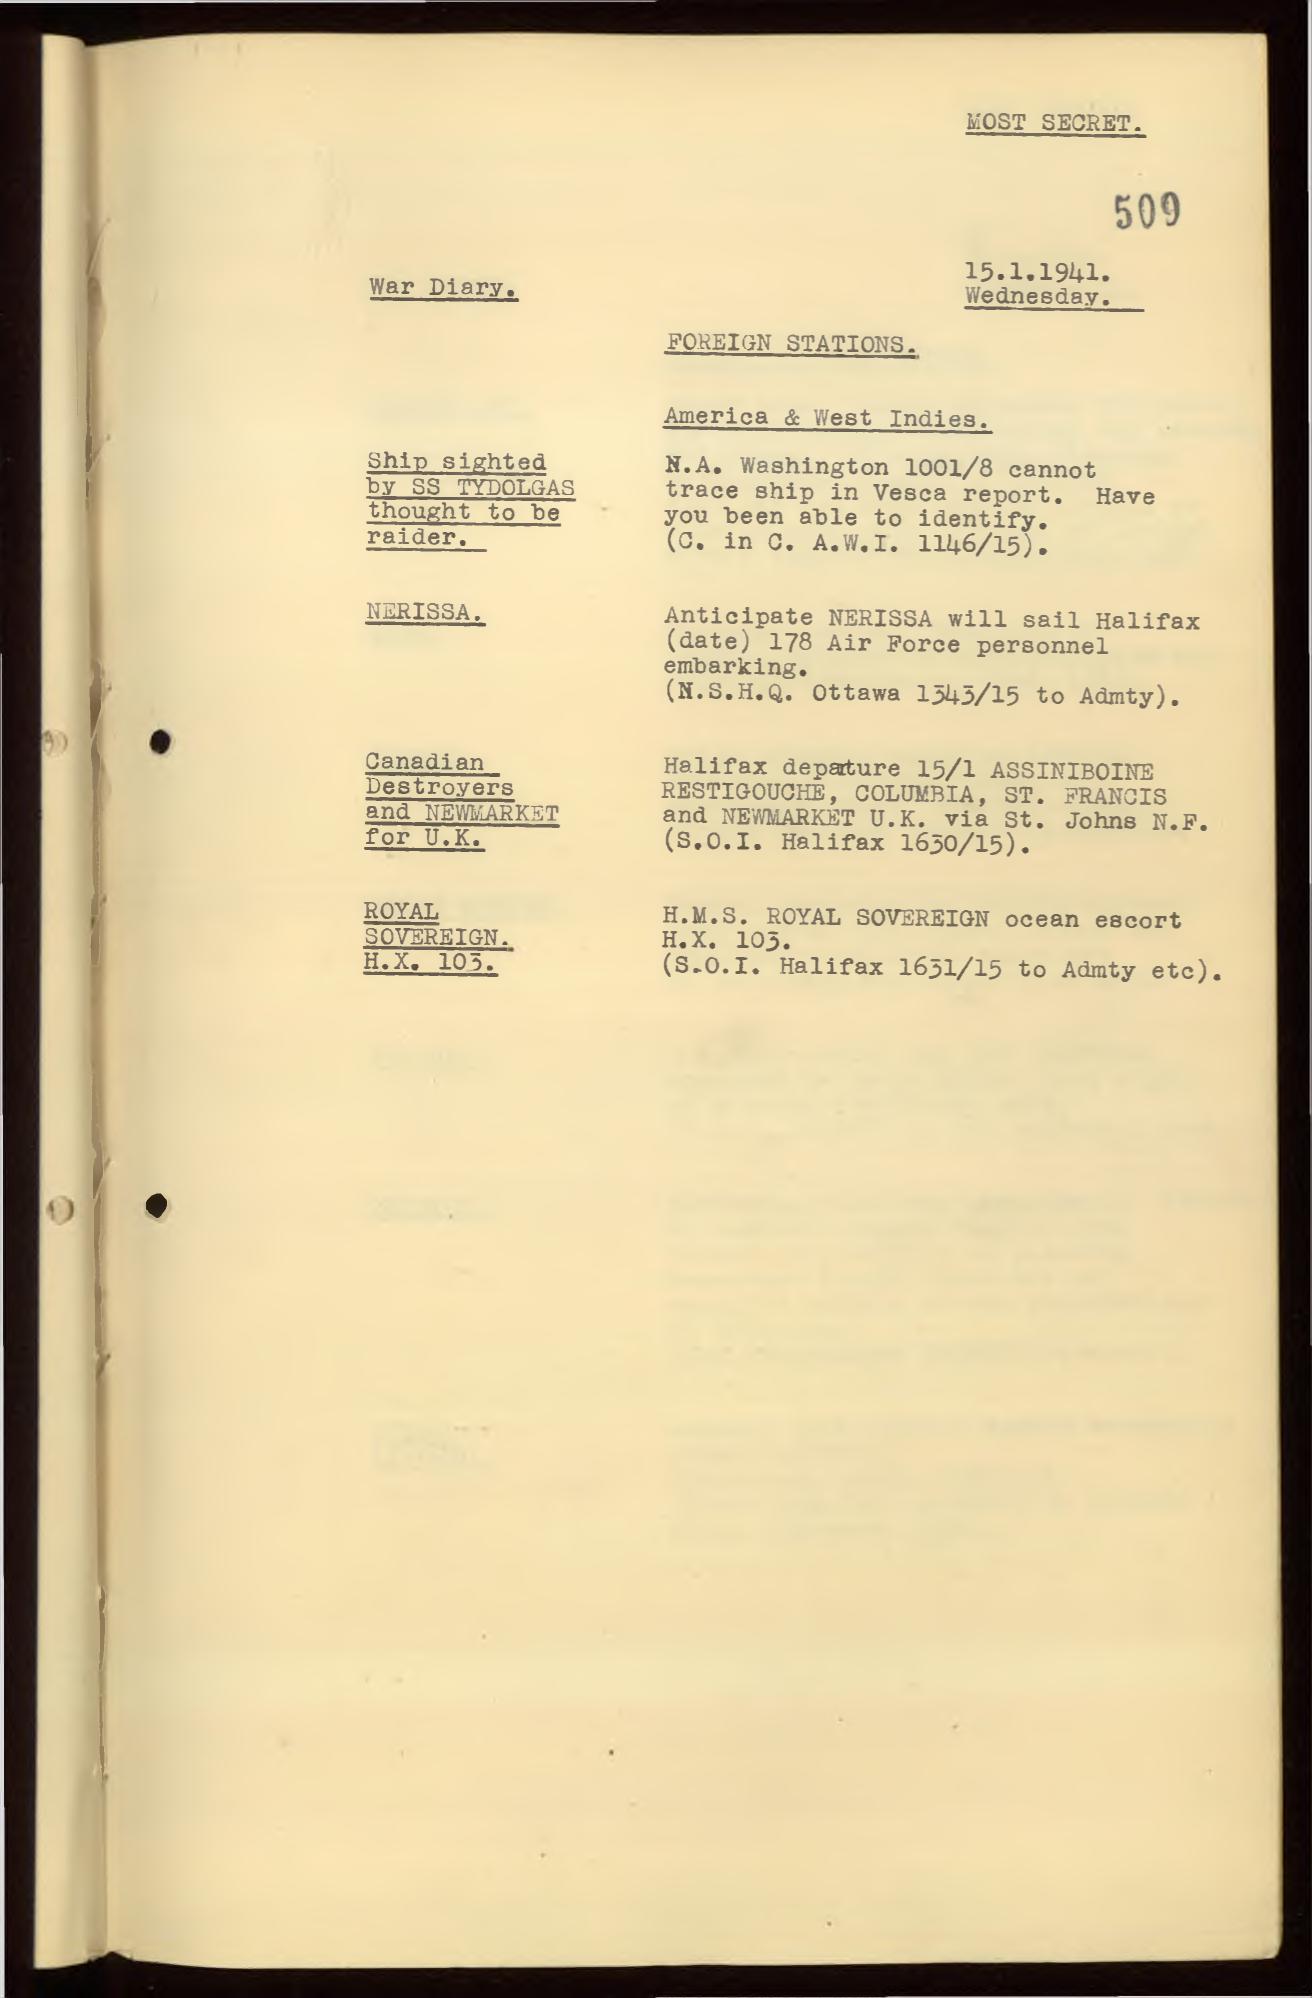 MOST SECRET.
509
15.1.1941.
War Diary.
Wednesday.
FOREIGN STATIONS.
America & West Indies.
Ship sighted
by SS TYDOLGAS
thought to be
raider.
N.A. Washington 1001/8 cannot
trace ship in Vesca report. Have
you been able to identify.
(C. in C. A.W.I. 1146/15).
NERISSA.
Anticipate NERISSA will sail Halifax
(date) 178 Air Force personnel
embarking.
(N.S.H.Q. Ottawa 1343/15 to Admty).
Canadian
Destroyers
and NEWMARKET
for U.K.
Halifax depature 15/1 ASSINIBOINE
RESTIGOUCHE, COLUMBIA, ST. FRANCIS
and NEWMARKET U.K. via St. Johns N.F.
(S.O.I. Halifax 1630/15).
ROYAL
SOVEREIGN.
H.X. 103.
H.M.S. ROYAL SOVEREIGN ocean escort
H.X. 103.
(S.O.I. Halifax 1631/15 to Admty etc).